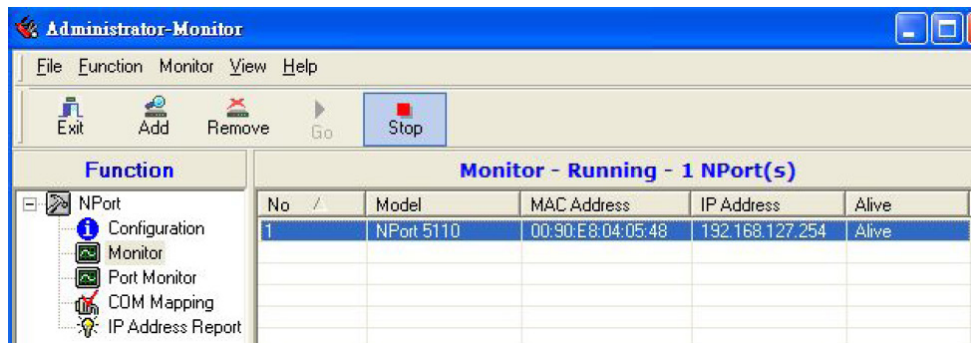 Administrator-Monitor
File Function Monitor View Help
Exit Add Remove Go Stop
Function
Monitor - Running - 1 NPort(s)
NPort
Configuration
Monitor
Port Monitor
COM Mapping
IP Address Report
No Model MAC Address IP Address Alive
1 NPort 5110 00:90:E8:04:05:48 192.168.127.254 Alive